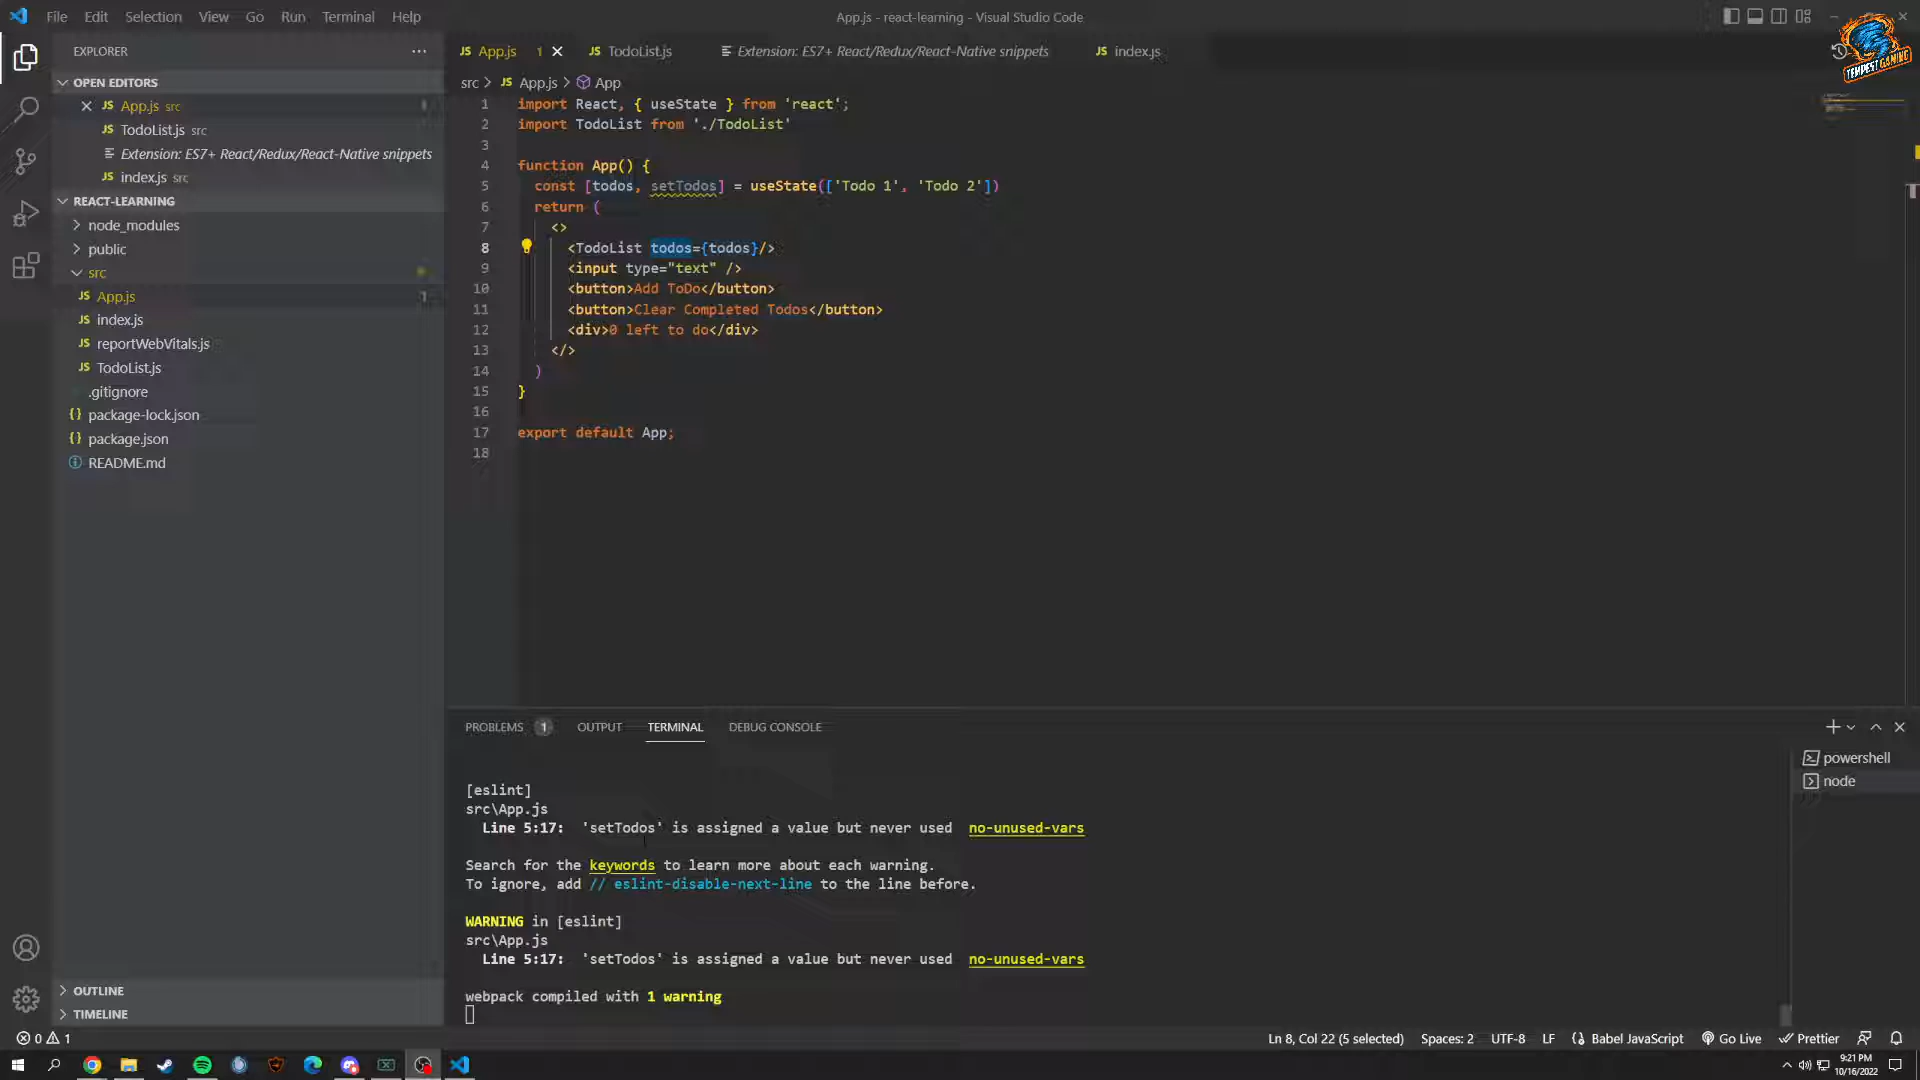 File Edit Selection View Go Run Terminal Help
App.js - react-learning - Visual Studio Code
TEMPEST GAMING
EXPLORER
OPEN EDITORS
App.js src
TodoList.js src
Extension: ES7+ React/Redux/React-Native snippets
index.js src
REACT-LEARNING
node_modules
public
src
App.js 1
index.js
reportWebVitals.js
TodoList.js
.gitignore
package-lock.json
package.json
README.md
OUTLINE
TIMELINE
App.js 1
TodoList.js
Extension: ES7+ React/Redux/React-Native snippets
index.js
src > App.js > App
1 import React, { useState } from 'react';
2 import TodoList from './TodoList'
3
4 function App() {
5 const [todos, setTodos] = useState(['Todo 1', 'Todo 2'])
6 return (
7 <>
8 <TodoList todos={todos}/>
9 <input type="text" />
10 <button>Add ToDo</button>
11 <button>Clear Completed Todos</button>
12 <div>0 left to do</div>
13 </>
14 )
15 }
16
17 export default App;
18
PROBLEMS 1 OUTPUT TERMINAL DEBUG CONSOLE
powershell
node
[eslint]
src\App.js
Line 5:17: 'setTodos' is assigned a value but never used no-unused-vars
Search for the keywords to learn more about each warning.
To ignore, add // eslint-disable-next-line to the line before.
WARNING in [eslint]
src\App.js
Line 5:17: 'setTodos' is assigned a value but never used no-unused-vars
webpack compiled with 1 warning
0 1
Ln 8, Col 22 (5 selected) Spaces: 2 UTF-8 LF Babel JavaScript Go Live Prettier
9:21 PM
10/16/2022